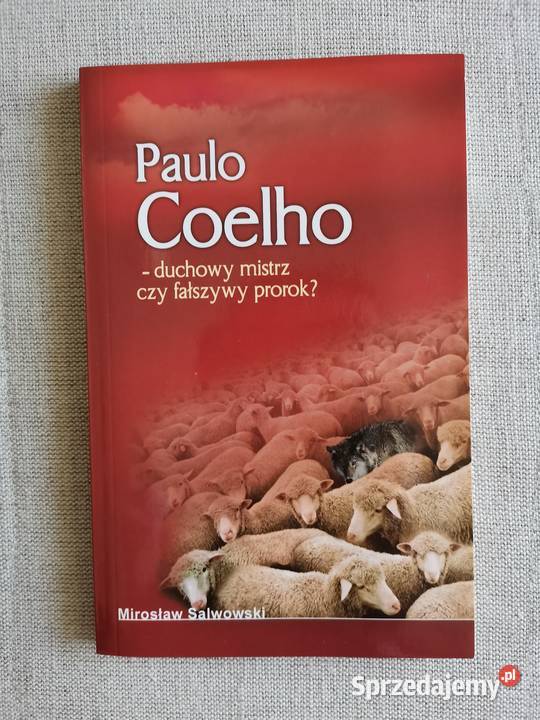 Paulo
Coelho
– duchowy mistrz
czy fałszywy prorok?
Mirosław Salwowski
Sprzedajemy.pl